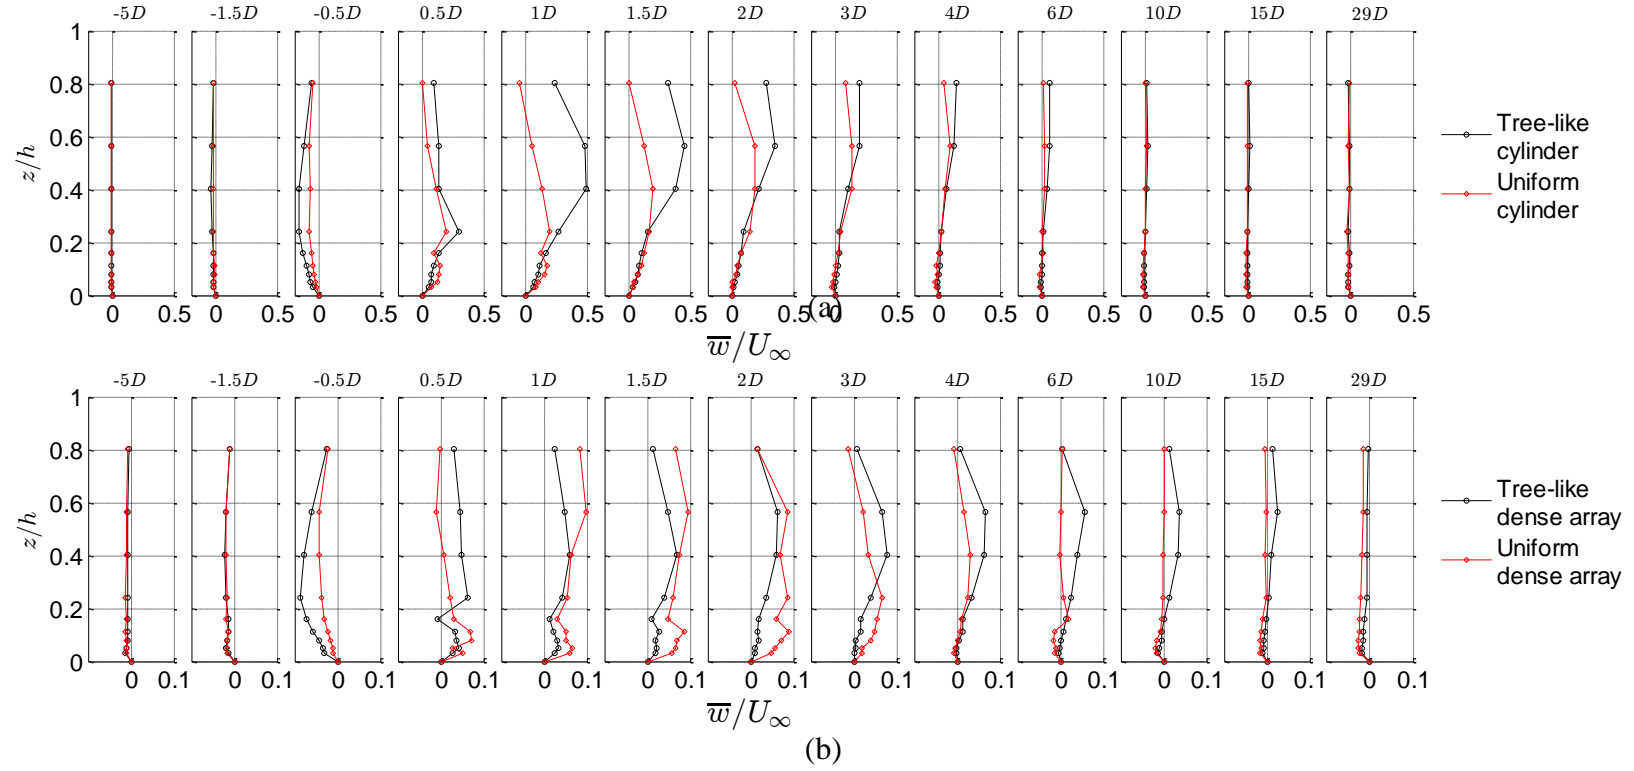 -5D -1.5D -0.5D 0.5D 1D 1.5D 2D 3D 4D 6D 10D 15D 29D
1
0.8
0.6
0.4
0.2
0
z/h
Tree-like
cylinder
Uniform
cylinder
0 0.5 0 0.5 0 0.5 0 0.5 0 0.5 0 0.5 0 0.5 0 0.5 0 0.5 0 0.5 0 0.5 0 0.5 0 0.5
(a)
w̅/U∞
-5D -1.5D -0.5D 0.5D 1D 1.5D 2D 3D 4D 6D 10D 15D 29D
1
0.8
0.6
0.4
0.2
0
z/h
Tree-like
dense array
Uniform
dense array
0 0.1 0 0.1 0 0.1 0 0.1 0 0.1 0 0.1 0 0.1 0 0.1 0 0.1 0 0.1 0 0.1 0 0.1 0 0.1
w̅/U∞
(b)